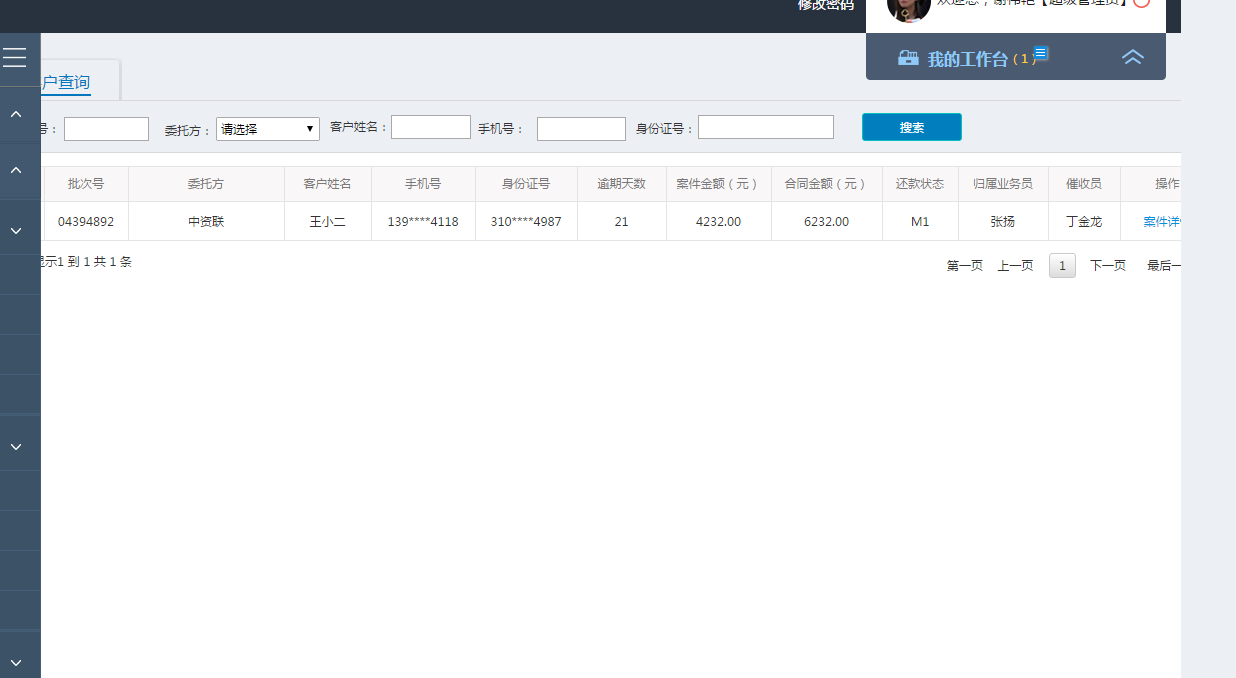 修改密码
欢迎您，谢伟艳【超级管理员】
我的工作台（1）
户查询
号：
委托方：
请选择
客户姓名：
手机号：
身份证号：
搜索
批次号 委托方 客户姓名 手机号 身份证号 逾期天数 案件金额（元） 合同金额（元） 还款状态 归属业务员 催收员 操作
04394892 中资联 王小二 139****4118 310****4987 21 4232.00 6232.00 M1 张扬 丁金龙 案件详
显示1 到 1 共 1 条
第一页 上一页 1 下一页 最后一